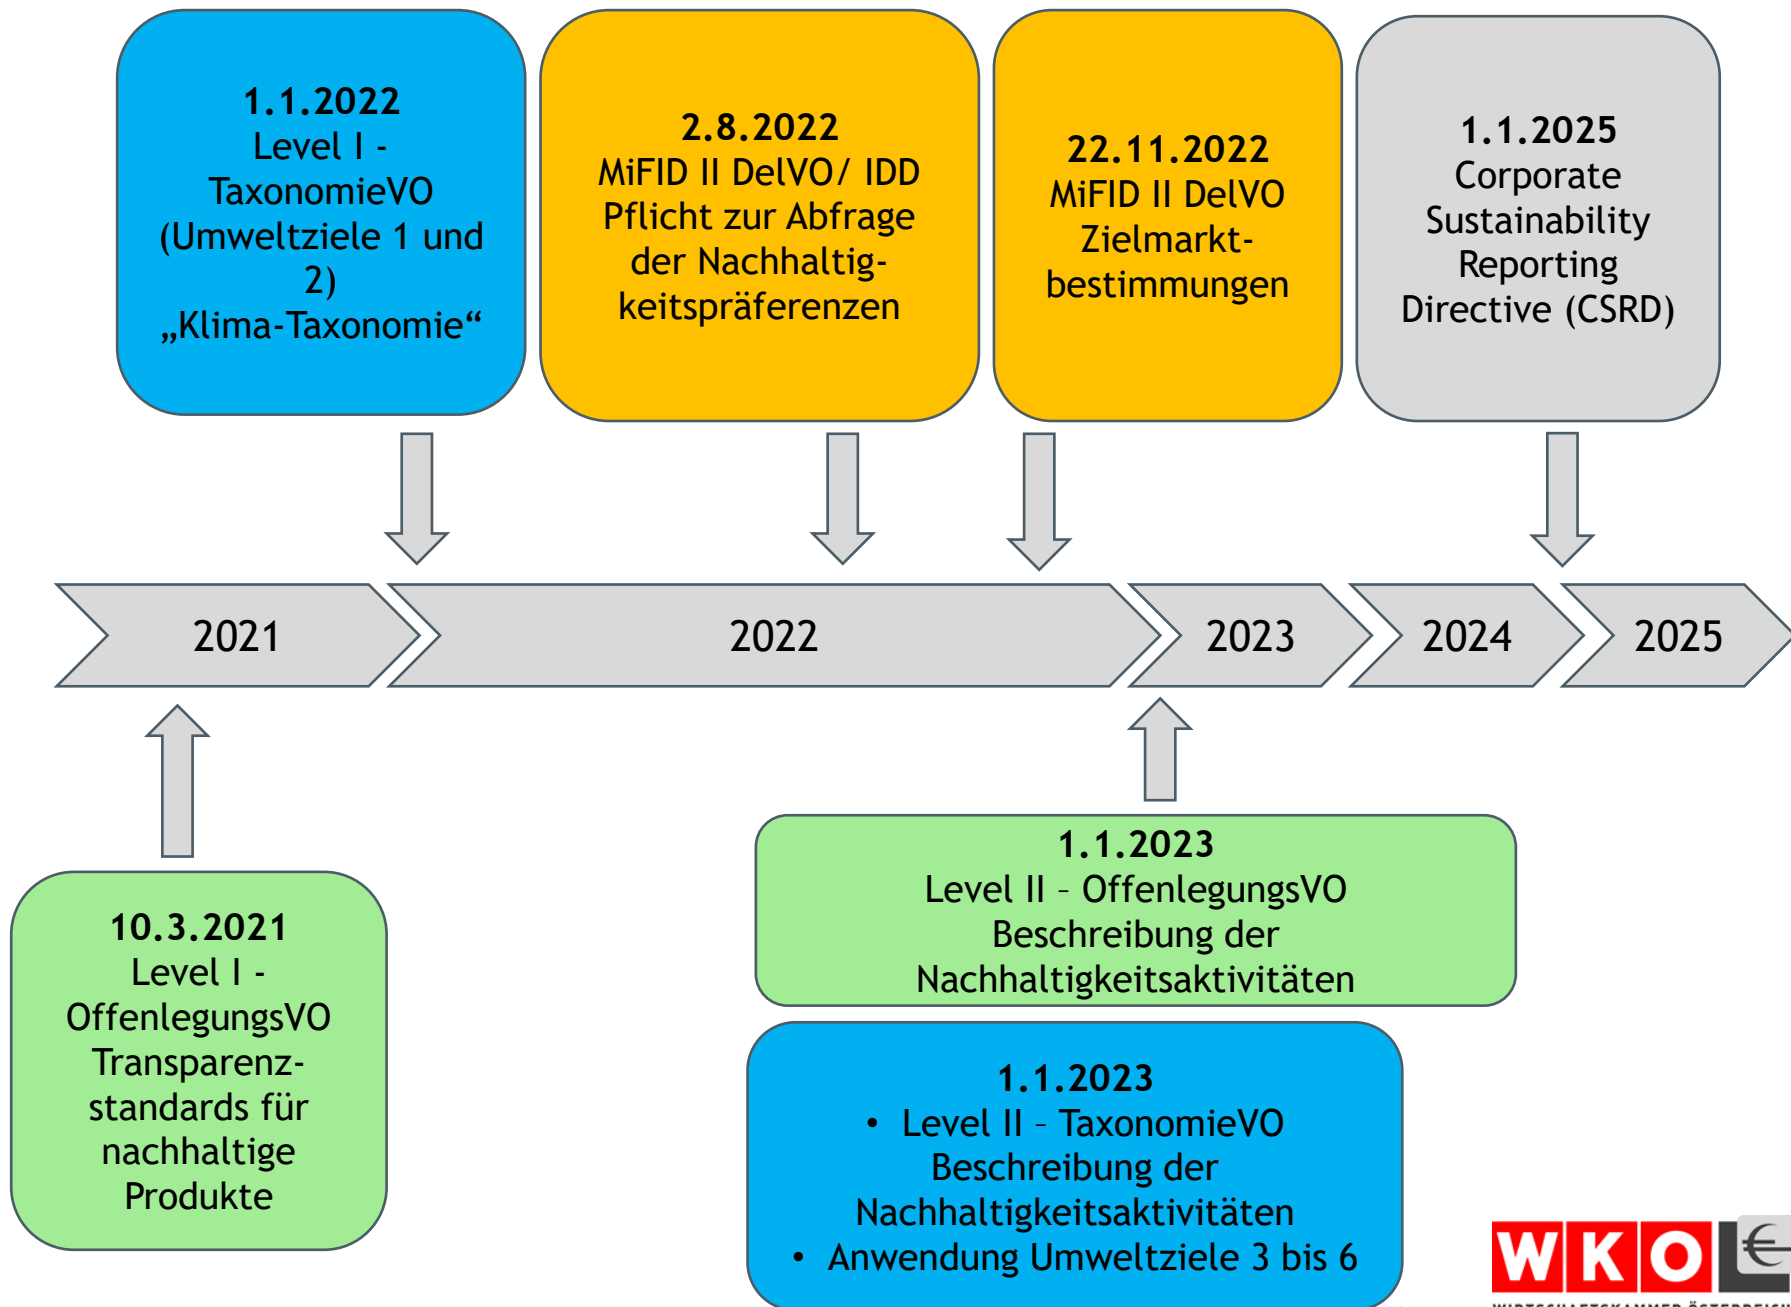 1.1.2022
Level I -
TaxonomieVO
(Umweltziele 1 und
2)
„Klima-Taxonomie“
2.8.2022
MiFID II DelVO/ IDD
Pflicht zur Abfrage
der Nachhaltig-
keitspräferenzen
22.11.2022
MiFID II DelVO
Zielmarkt-
bestimmungen
1.1.2025
Corporate
Sustainability
Reporting
Directive (CSRD)
2021
2022
2023
2024
2025
10.3.2021
Level I -
OffenlegungsVO
Transparenz-
standards für
nachhaltige
Produkte
1.1.2023
Level II – OffenlegungsVO
Beschreibung der
Nachhaltigkeitsaktivitäten
1.1.2023
• Level II – TaxonomieVO
Beschreibung der
Nachhaltigkeitsaktivitäten
• Anwendung Umweltziele 3 bis 6
WKO €